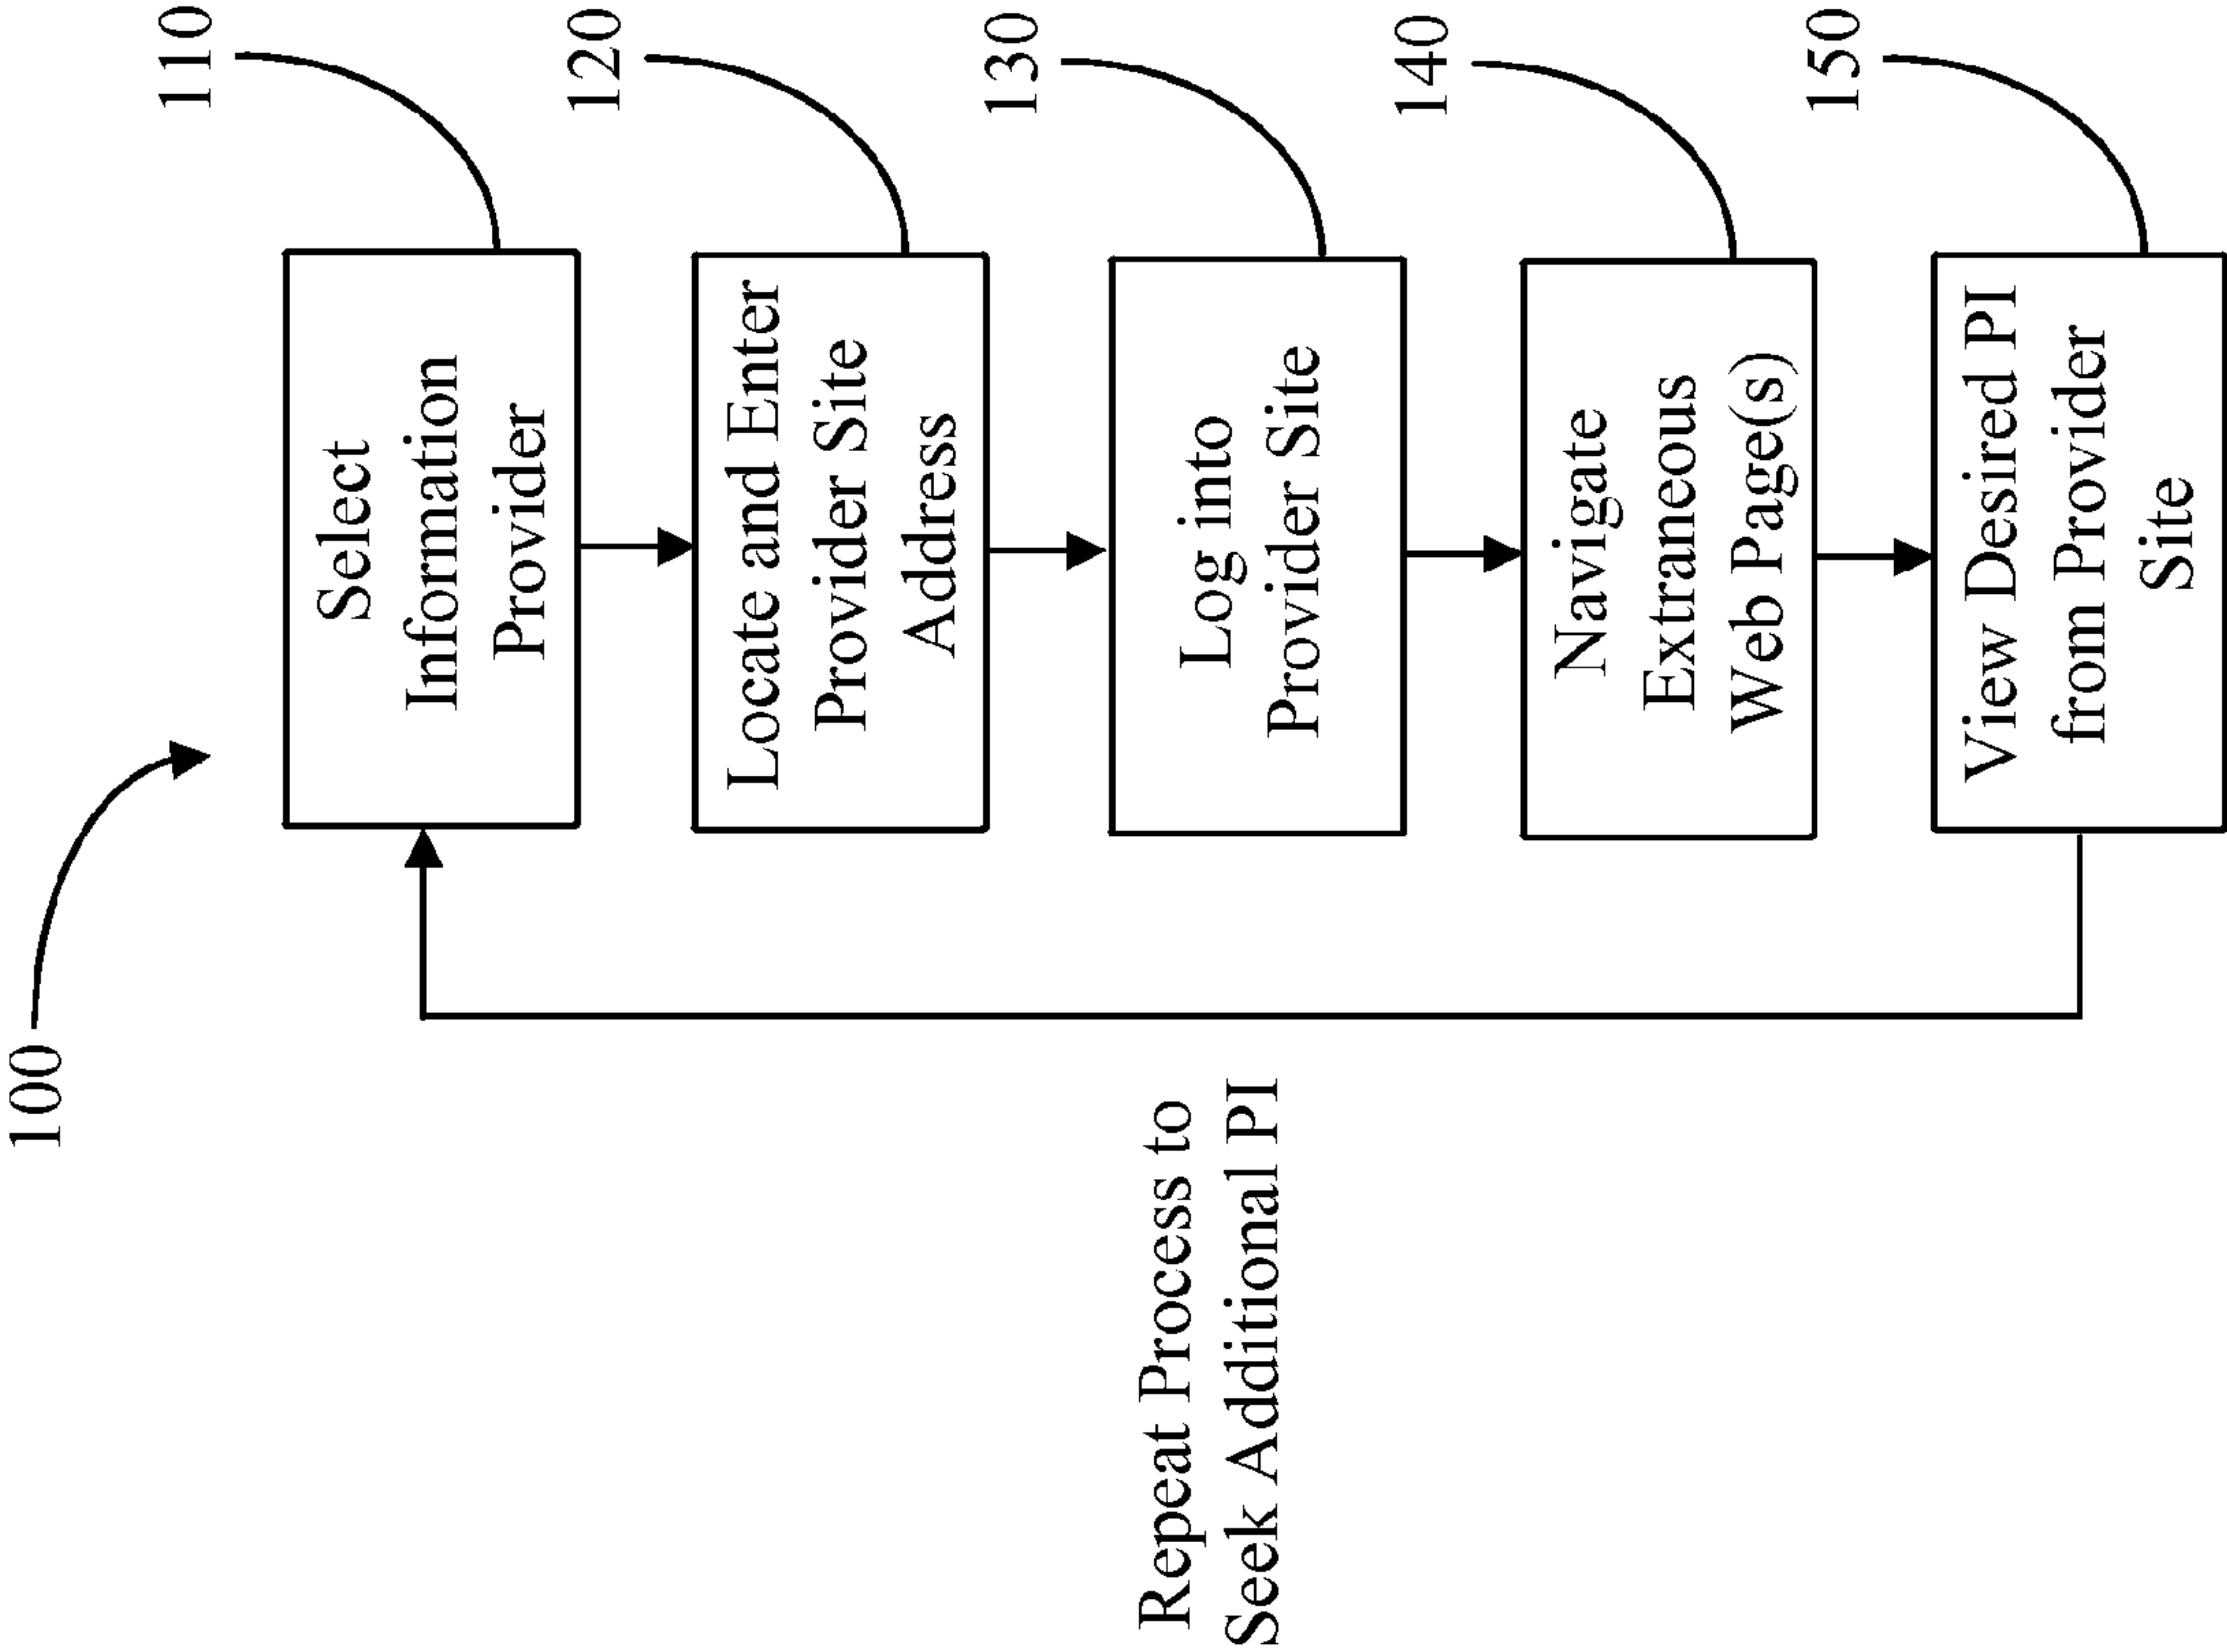 100
110
Select
Information
Provider
120
Locate and Enter
Provider Site
Address
130
Log into
Provider Site
140
Navigate
Extraneous
Web Page(s)
150
View Desired PI
from Provider
Site
Repeat Process to
Seek Additional PI